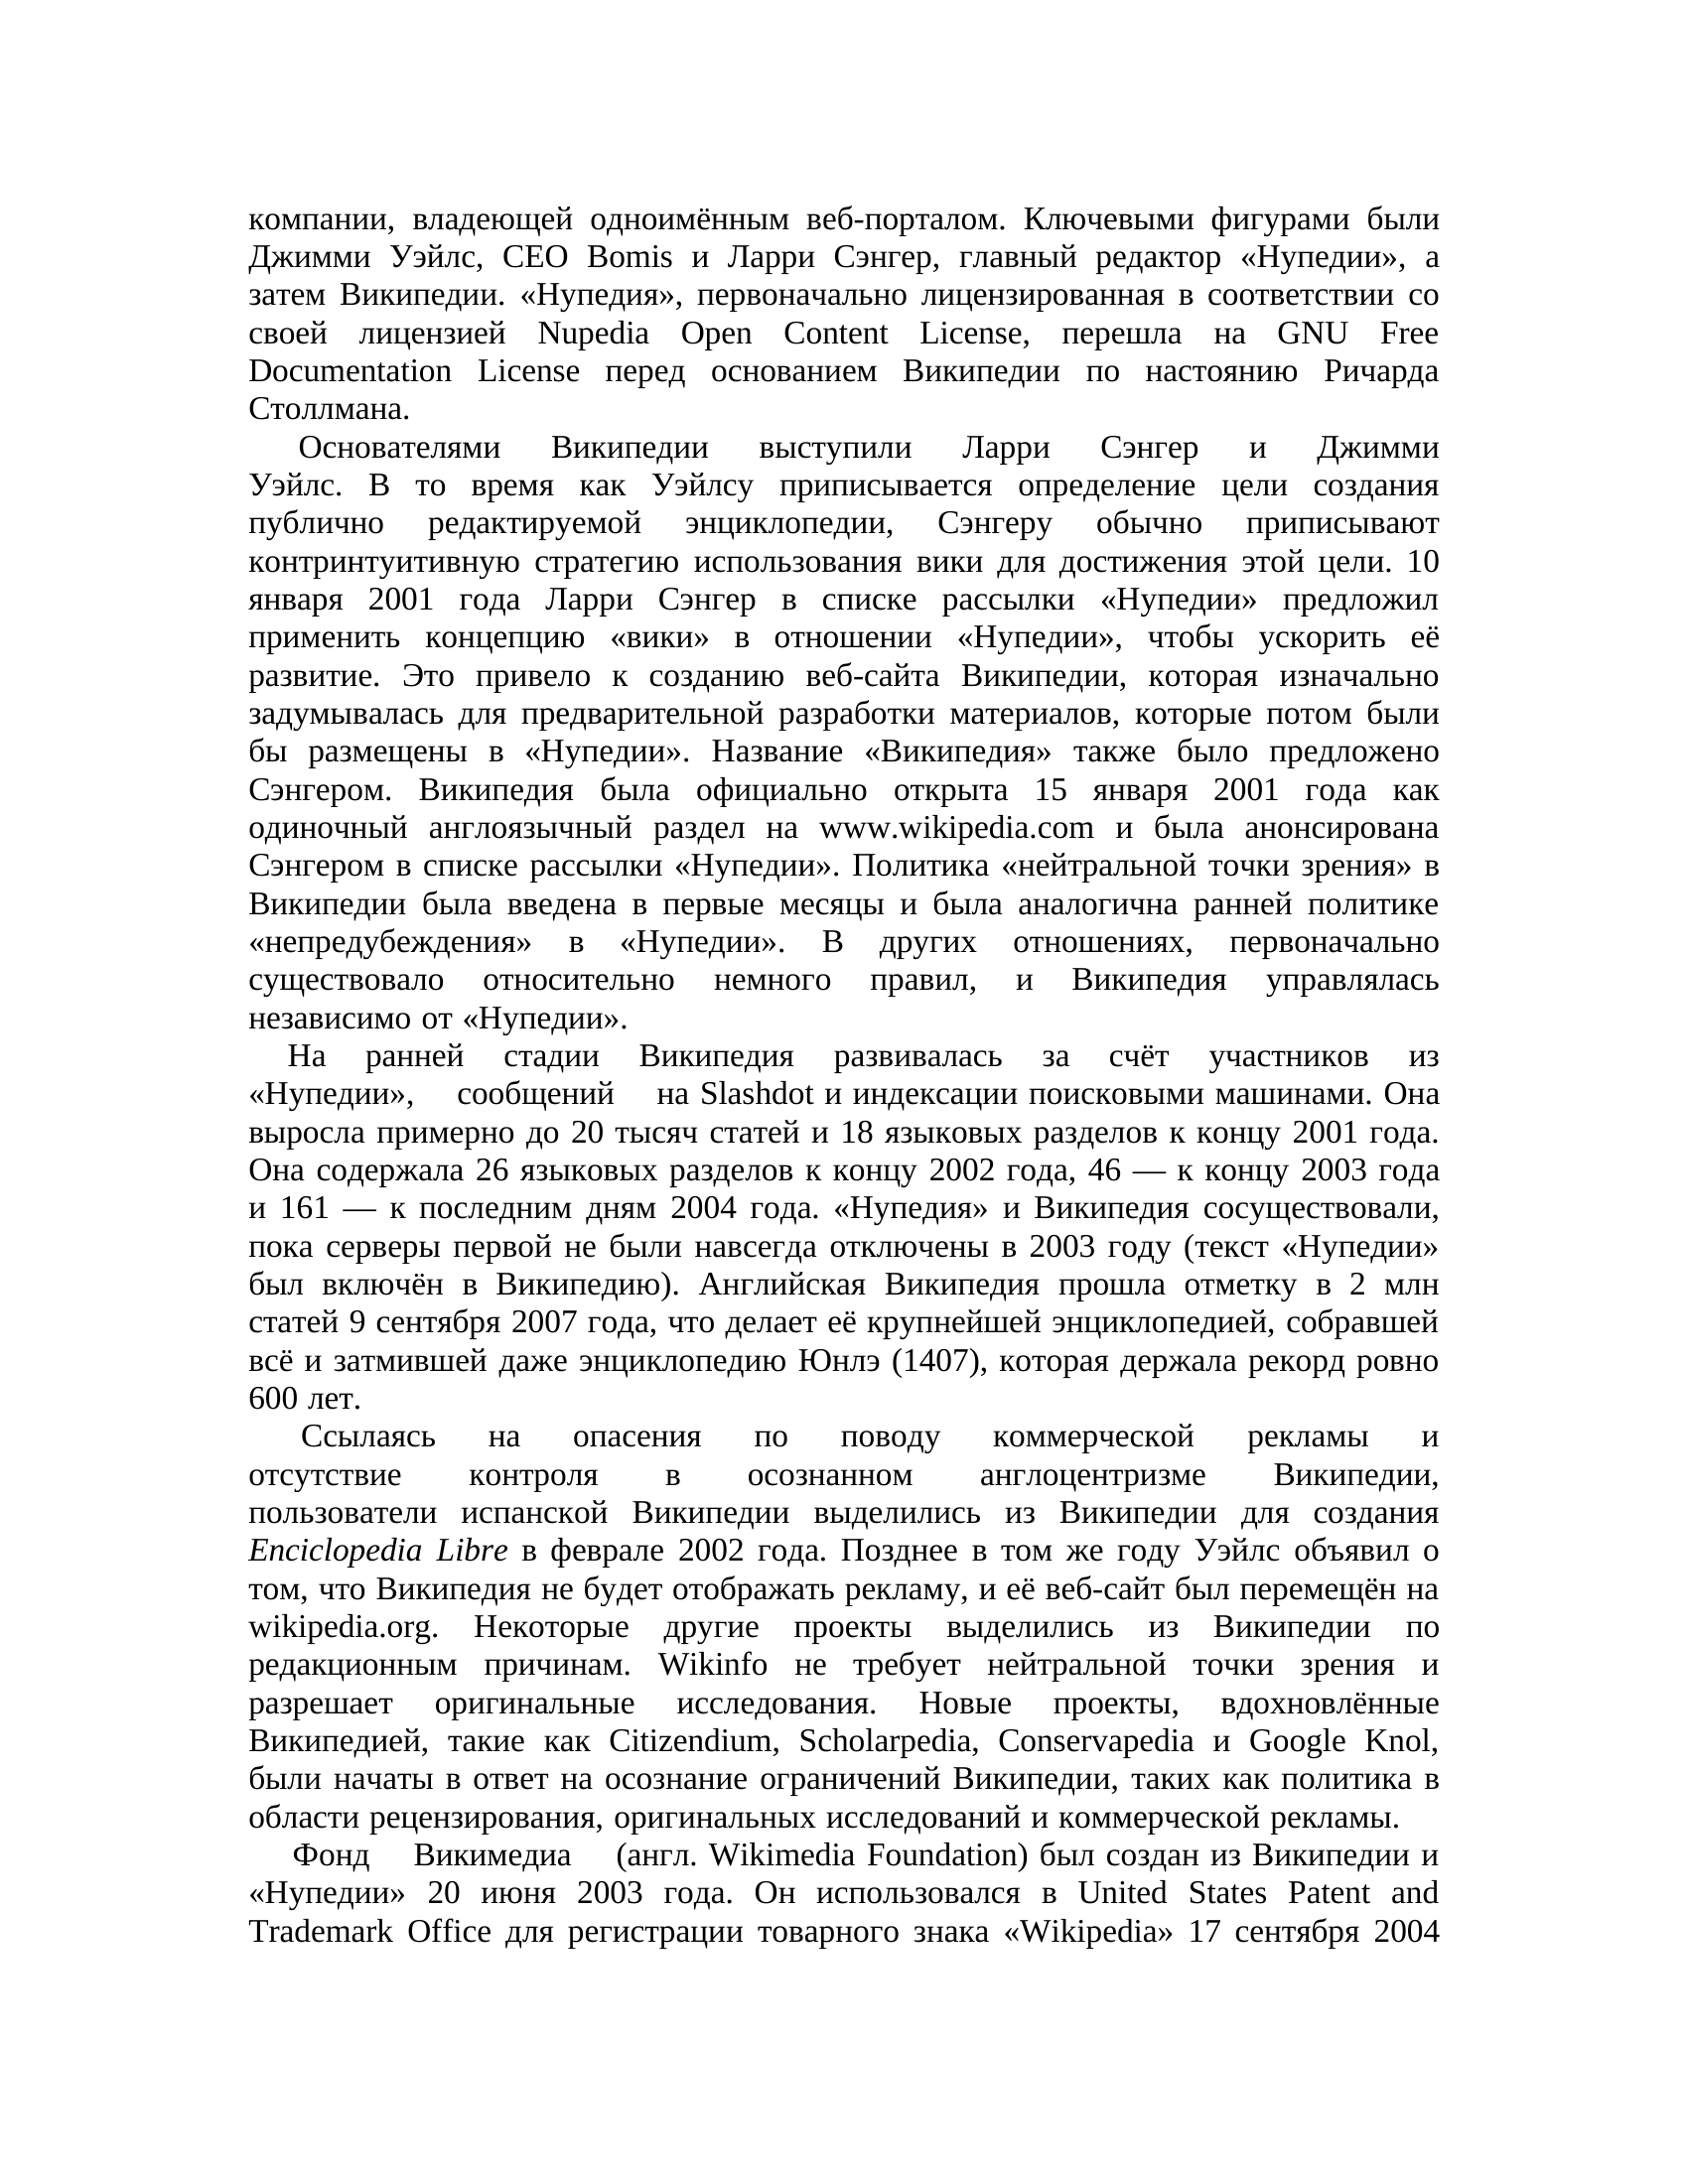 компании, владеющей одноимённым веб-порталом. Ключевыми фигурами были
Джимми Уэйлс, CEO Bomis и Ларри Сэнгер, главный редактор «Нупедии», а
затем Википедии. «Нупедия», первоначально лицензированная в соответствии со
своей лицензией Nupedia Open Content License, перешла на GNU Free
Documentation License перед основанием Википедии по настоянию Ричарда
Столлмана.
Основателями Википедии выступили Ларри Сэнгер и Джимми
Уэйлс. В то время как Уэйлсу приписывается определение цели создания
публично редактируемой энциклопедии, Сэнгеру обычно приписывают
контринтуитивную стратегию использования вики для достижения этой цели. 10
января 2001 года Ларри Сэнгер в списке рассылки «Нупедии» предложил
применить концепцию «вики» в отношении «Нупедии», чтобы ускорить её
развитие. Это привело к созданию веб-сайта Википедии, которая изначально
задумывалась для предварительной разработки материалов, которые потом были
бы размещены в «Нупедии». Название «Википедия» также было предложено
Сэнгером. Википедия была официально открыта 15 января 2001 года как
одиночный англоязычный раздел на www.wikipedia.com и была анонсирована
Сэнгером в списке рассылки «Нупедии». Политика «нейтральной точки зрения» в
Википедии была введена в первые месяцы и была аналогична ранней политике
«непредубеждения» в «Нупедии». В других отношениях, первоначально
существовало относительно немного правил, и Википедия управлялась
независимо от «Нупедии».
На ранней стадии Википедия развивалась за счёт участников из
«Нупедии», сообщений на Slashdot и индексации поисковыми машинами. Она
выросла примерно до 20 тысяч статей и 18 языковых разделов к концу 2001 года.
Она содержала 26 языковых разделов к концу 2002 года, 46 — к концу 2003 года
и 161 — к последним дням 2004 года. «Нупедия» и Википедия сосуществовали,
пока серверы первой не были навсегда отключены в 2003 году (текст «Нупедии»
был включён в Википедию). Английская Википедия прошла отметку в 2 млн
статей 9 сентября 2007 года, что делает её крупнейшей энциклопедией, собравшей
всё и затмившей даже энциклопедию Юнлэ (1407), которая держала рекорд ровно
600 лет.
Ссылаясь на опасения по поводу коммерческой рекламы и
отсутствие контроля в осознанном англоцентризме Википедии,
пользователи испанской Википедии выделились из Википедии для создания
Enciclopedia Libre в феврале 2002 года. Позднее в том же году Уэйлс объявил о
том, что Википедия не будет отображать рекламу, и её веб-сайт был перемещён на
wikipedia.org. Некоторые другие проекты выделились из Википедии по
редакционным причинам. Wikinfo не требует нейтральной точки зрения и
разрешает оригинальные исследования. Новые проекты, вдохновлённые
Википедией, такие как Citizendium, Scholarpedia, Conservapedia и Google Knol,
были начаты в ответ на осознание ограничений Википедии, таких как политика в
области рецензирования, оригинальных исследований и коммерческой рекламы.
Фонд Викимедиа (англ. Wikimedia Foundation) был создан из Википедии и
«Нупедии» 20 июня 2003 года. Он использовался в United States Patent and
Trademark Office для регистрации товарного знака «Wikipedia» 17 сентября 2004